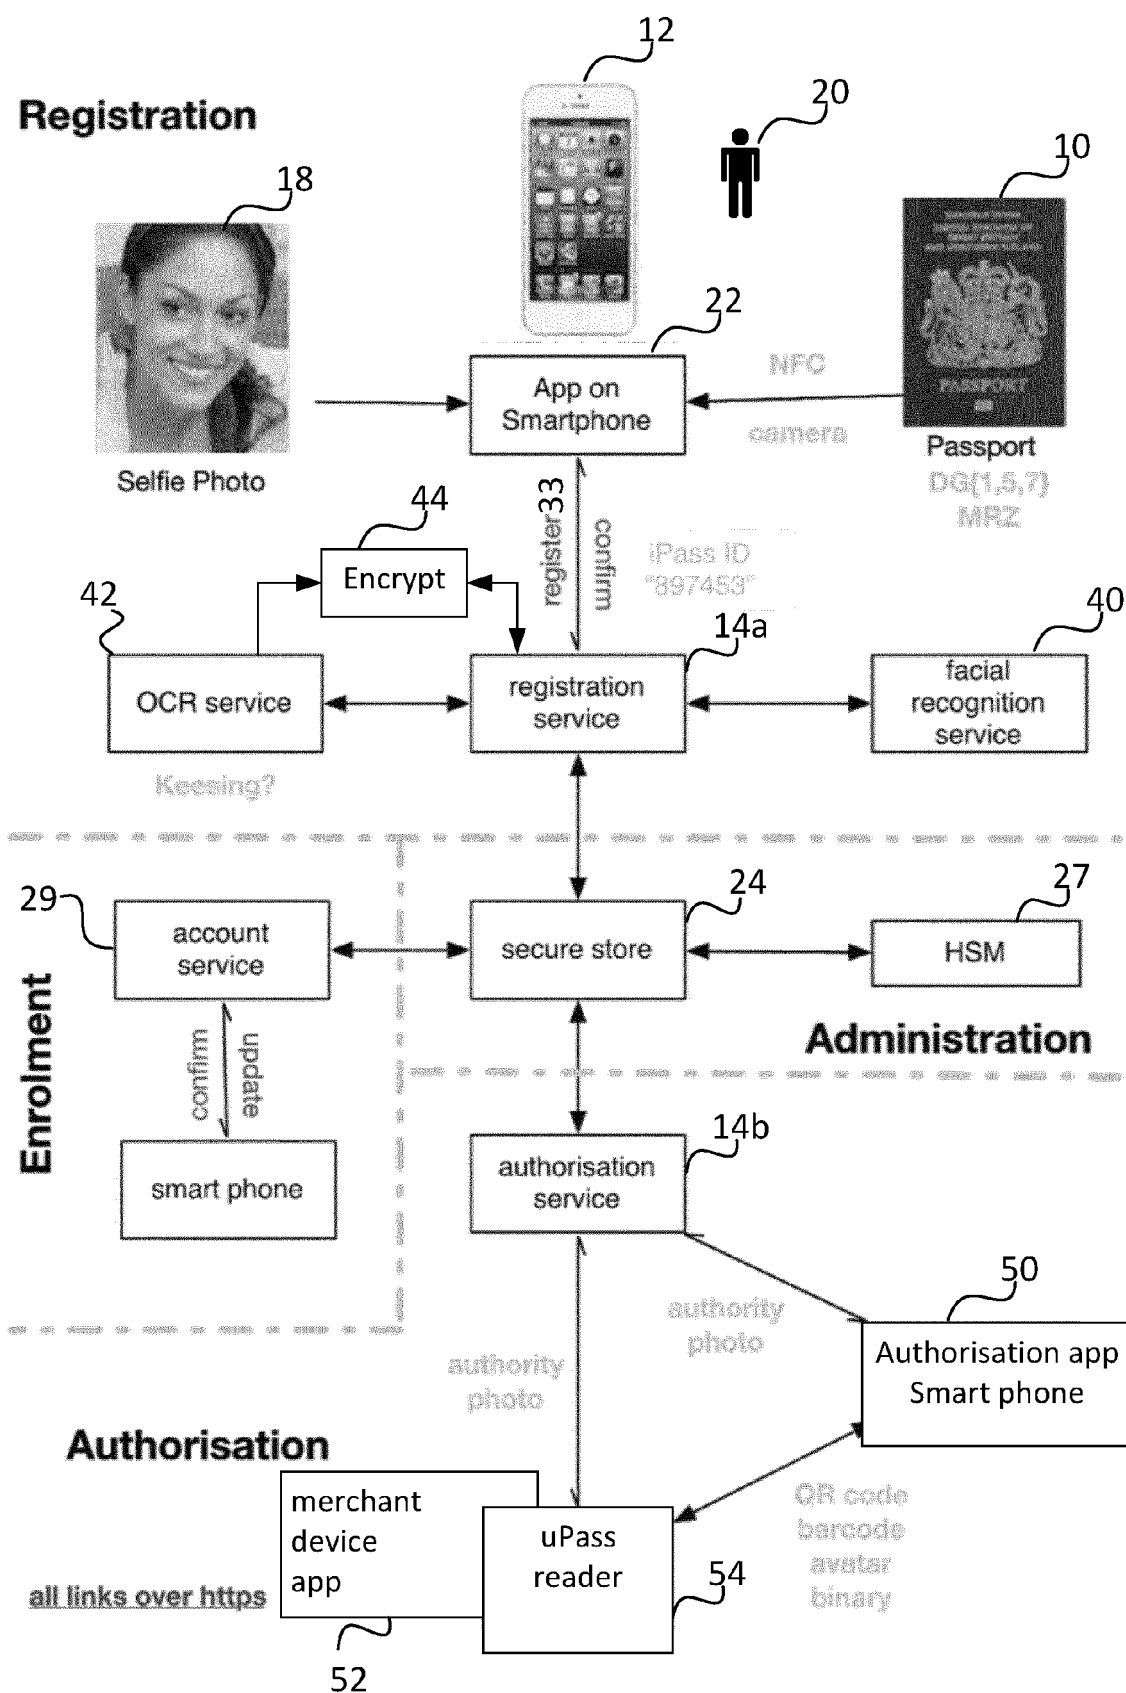 12
Registration
20
10
18
22
NFC
App on
Smartphone
camera
PASSPORT
Passport
Selfie Photo
DG{1,5,7}
MRZ
44
33
register
confirm
iPass ID
"897453"
Encrypt
42
14a
40
OCR service
registration
service
facial
recognition
service
Keesing?
29
24
27
account
service
secure store
HSM
Enrolment
Administration
confirm
update
14b
smart phone
authorisation
service
50
authority
photo
Authorisation app
Smart phone
authority
photo
Authorisation
merchant
device
app
uPass
reader
QR code
barcode
avatar
binary
54
all links over https
52